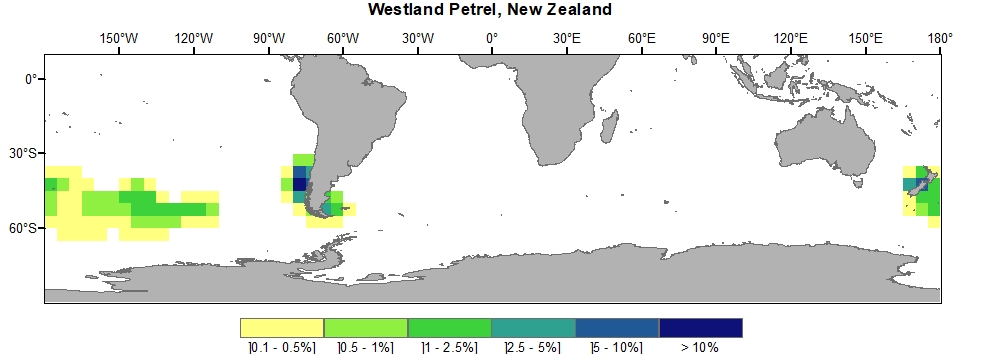 Westland Petrel, New Zealand
150°W 120°W 90°W 60°W 30°W 0° 30°E 60°E 90°E 120°E 150°E 180°
0°
30°S
60°S
]0.1 - 0.5%] ]0.5 - 1%] ]1 - 2.5%] ]2.5 - 5%] ]5 - 10%] > 10%